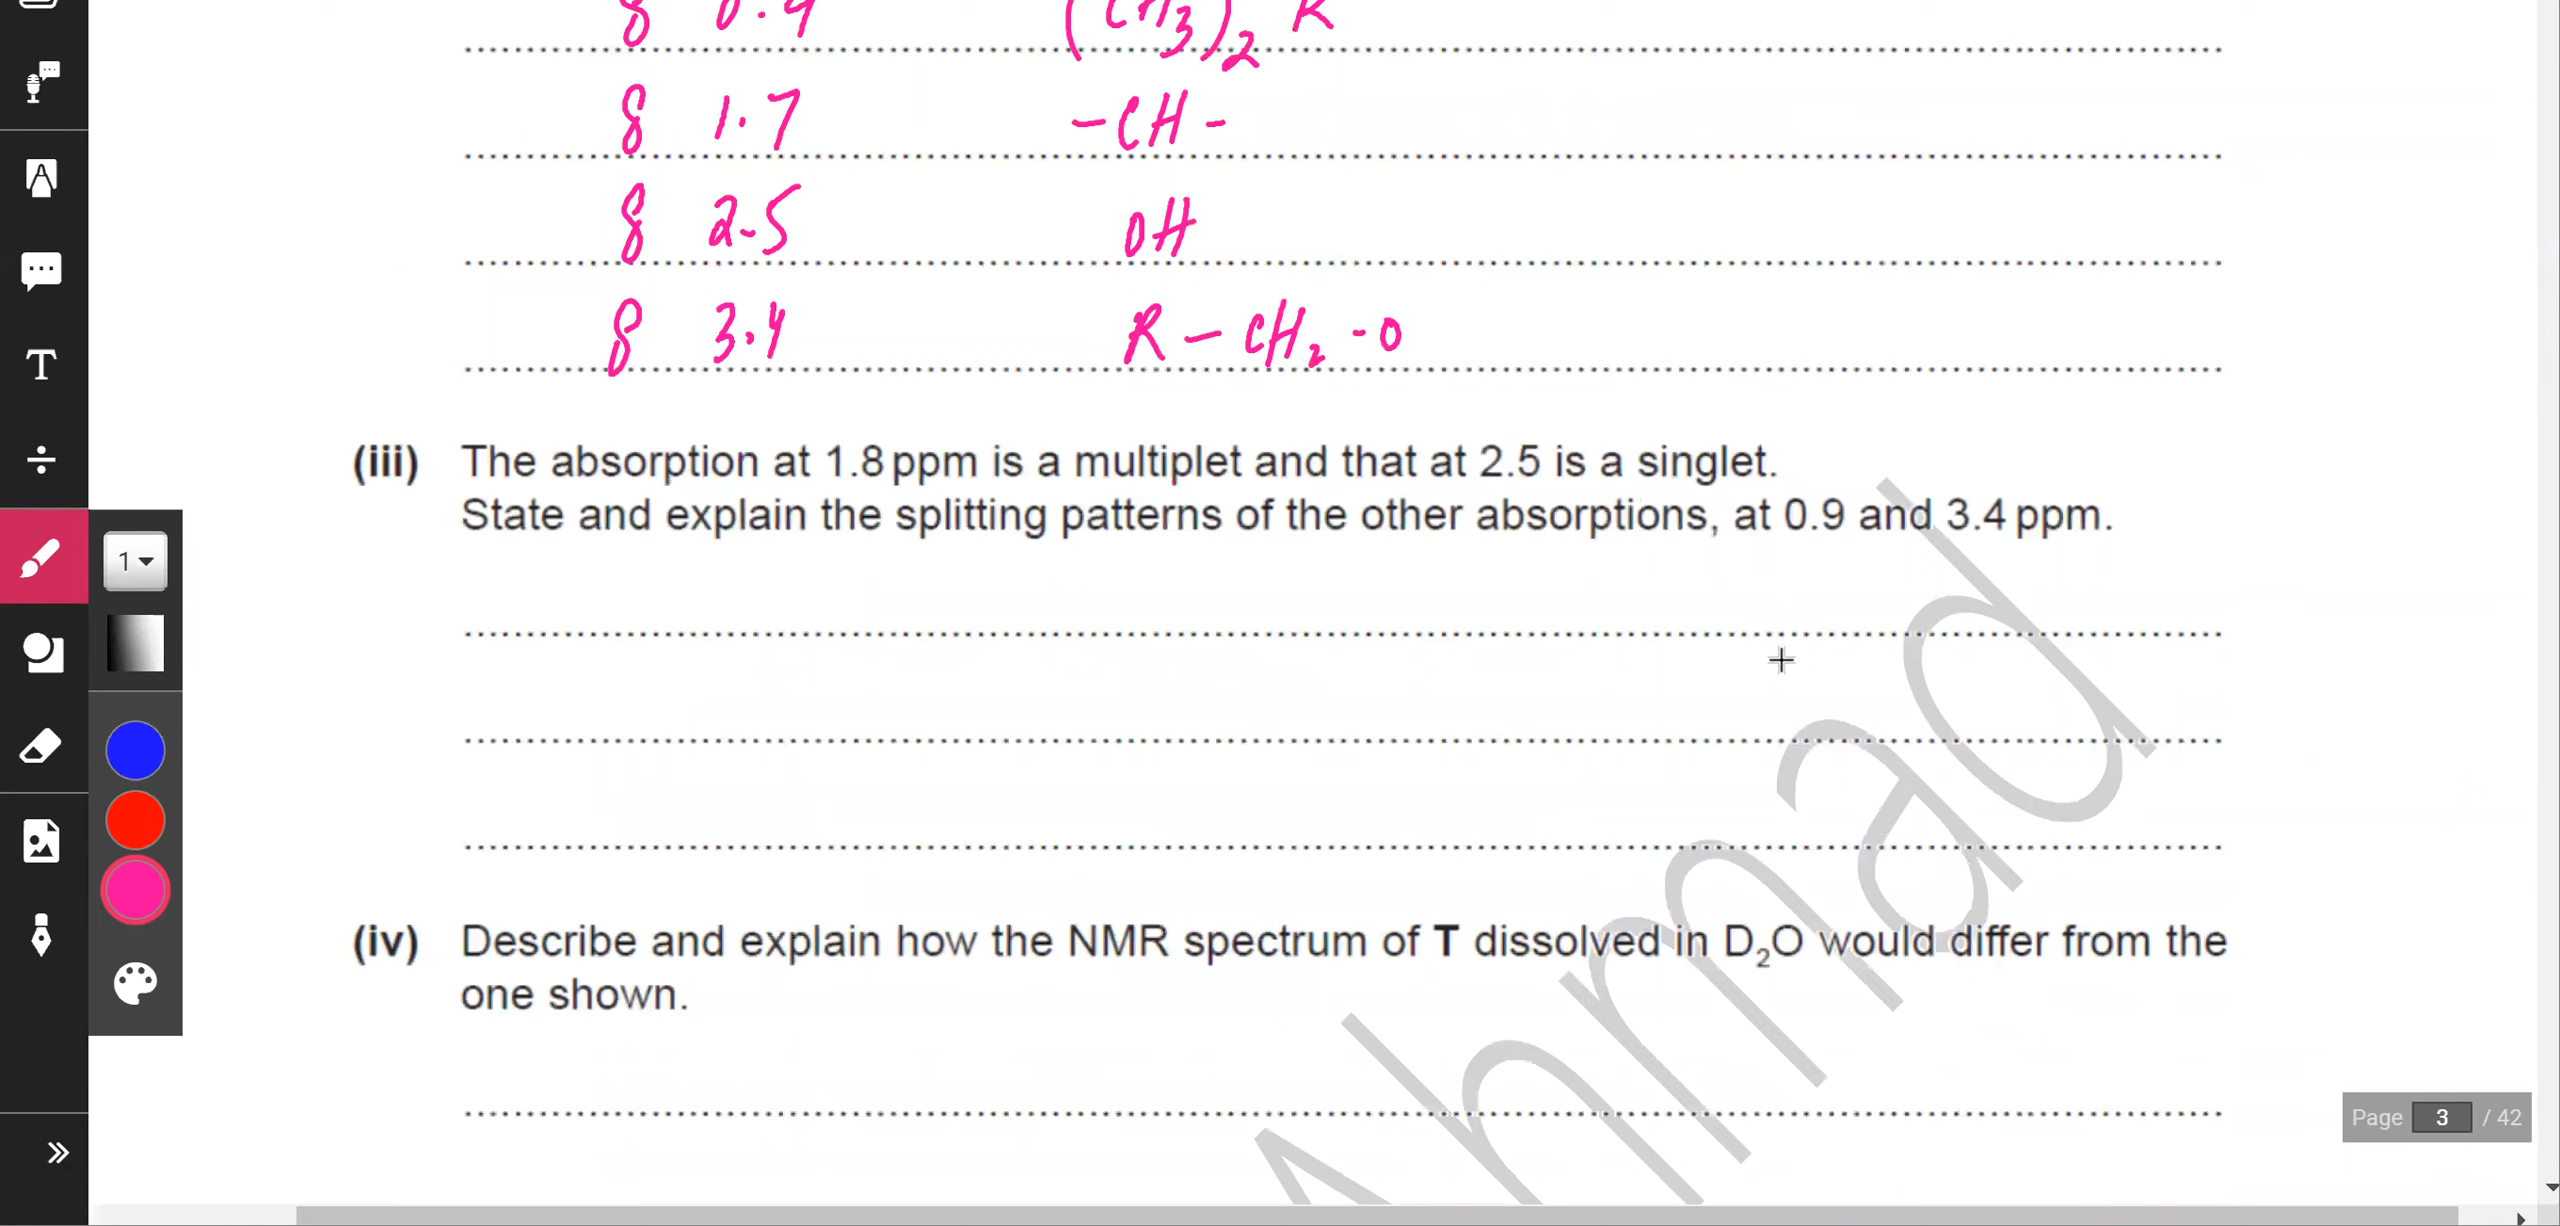 δ 0.9 (CH3)2 R
δ 1.7 -CH-
δ 2.5 OH
δ 3.4 R-CH2-O
(iii) The absorption at 1.8 ppm is a multiplet and that at 2.5 is a singlet.
State and explain the splitting patterns of the other absorptions, at 0.9 and 3.4 ppm.
1
(iv) Describe and explain how the NMR spectrum of T dissolved in D2O would differ from the
one shown.
Ahmad
Page 3 / 42